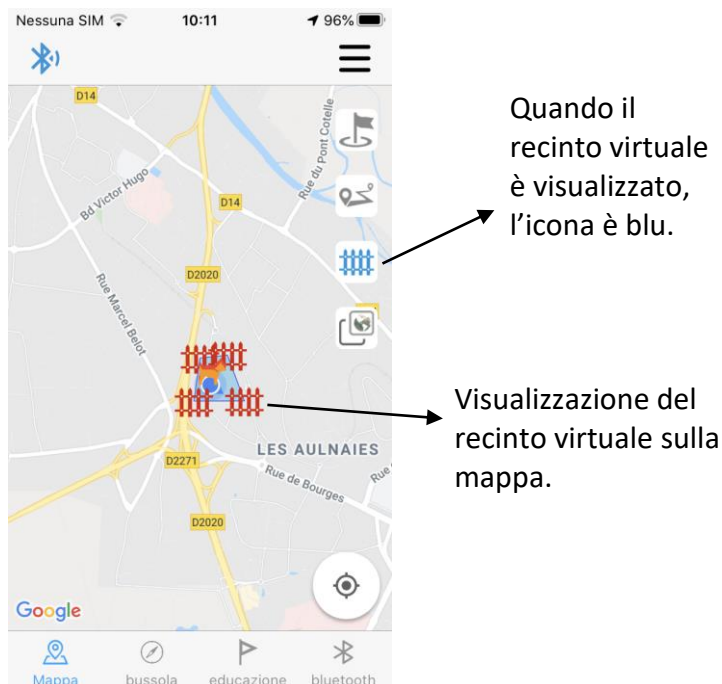 Nessuna SIM 10:11 96%
D14
Rue du Pont Cotelle
Bd Victor Hugo
D14
D2020
Rue Marcel Belot
LES AULNAIES
D2271
Rue de Bourges
Rue
D2020
Google
Mappa bussola educazione bluetooth
Quando il
recinto virtuale
è visualizzato,
l’icona è blu.
Visualizzazione del
recinto virtuale sulla
mappa.